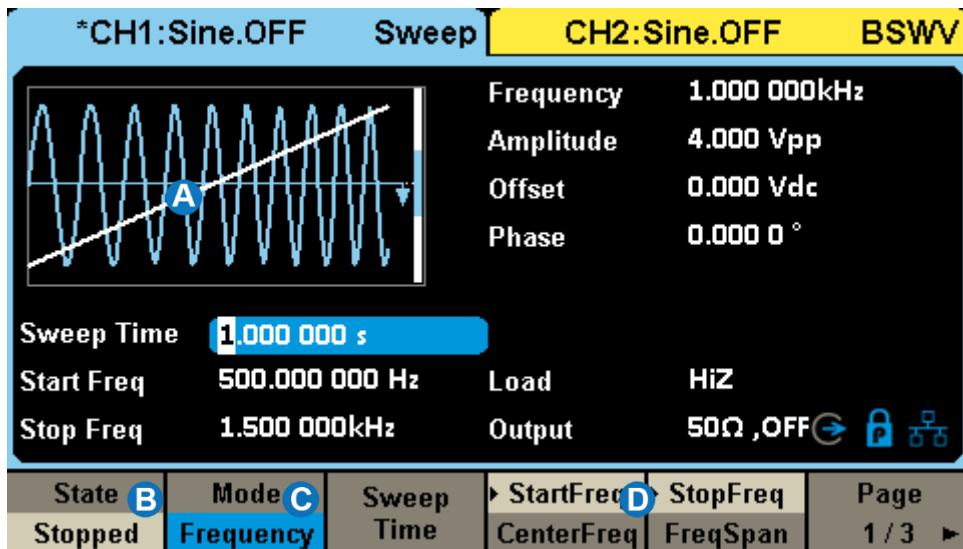 *CH1:Sine.OFF Sweep CH2:Sine.OFF BSWV
Frequency 1.000 000kHz
Amplitude 4.000 Vpp
Offset 0.000 Vdc
Phase 0.000 0 °
A
Sweep Time 1.000 000 s
Start Freq 500.000 000 Hz Load HiZ
Stop Freq 1.500 000kHz Output 50Ω ,OFF P
State B Mode C Sweep StartFreq D StopFreq Page
Stopped Frequency Time CenterFreq FreqSpan 1 / 3